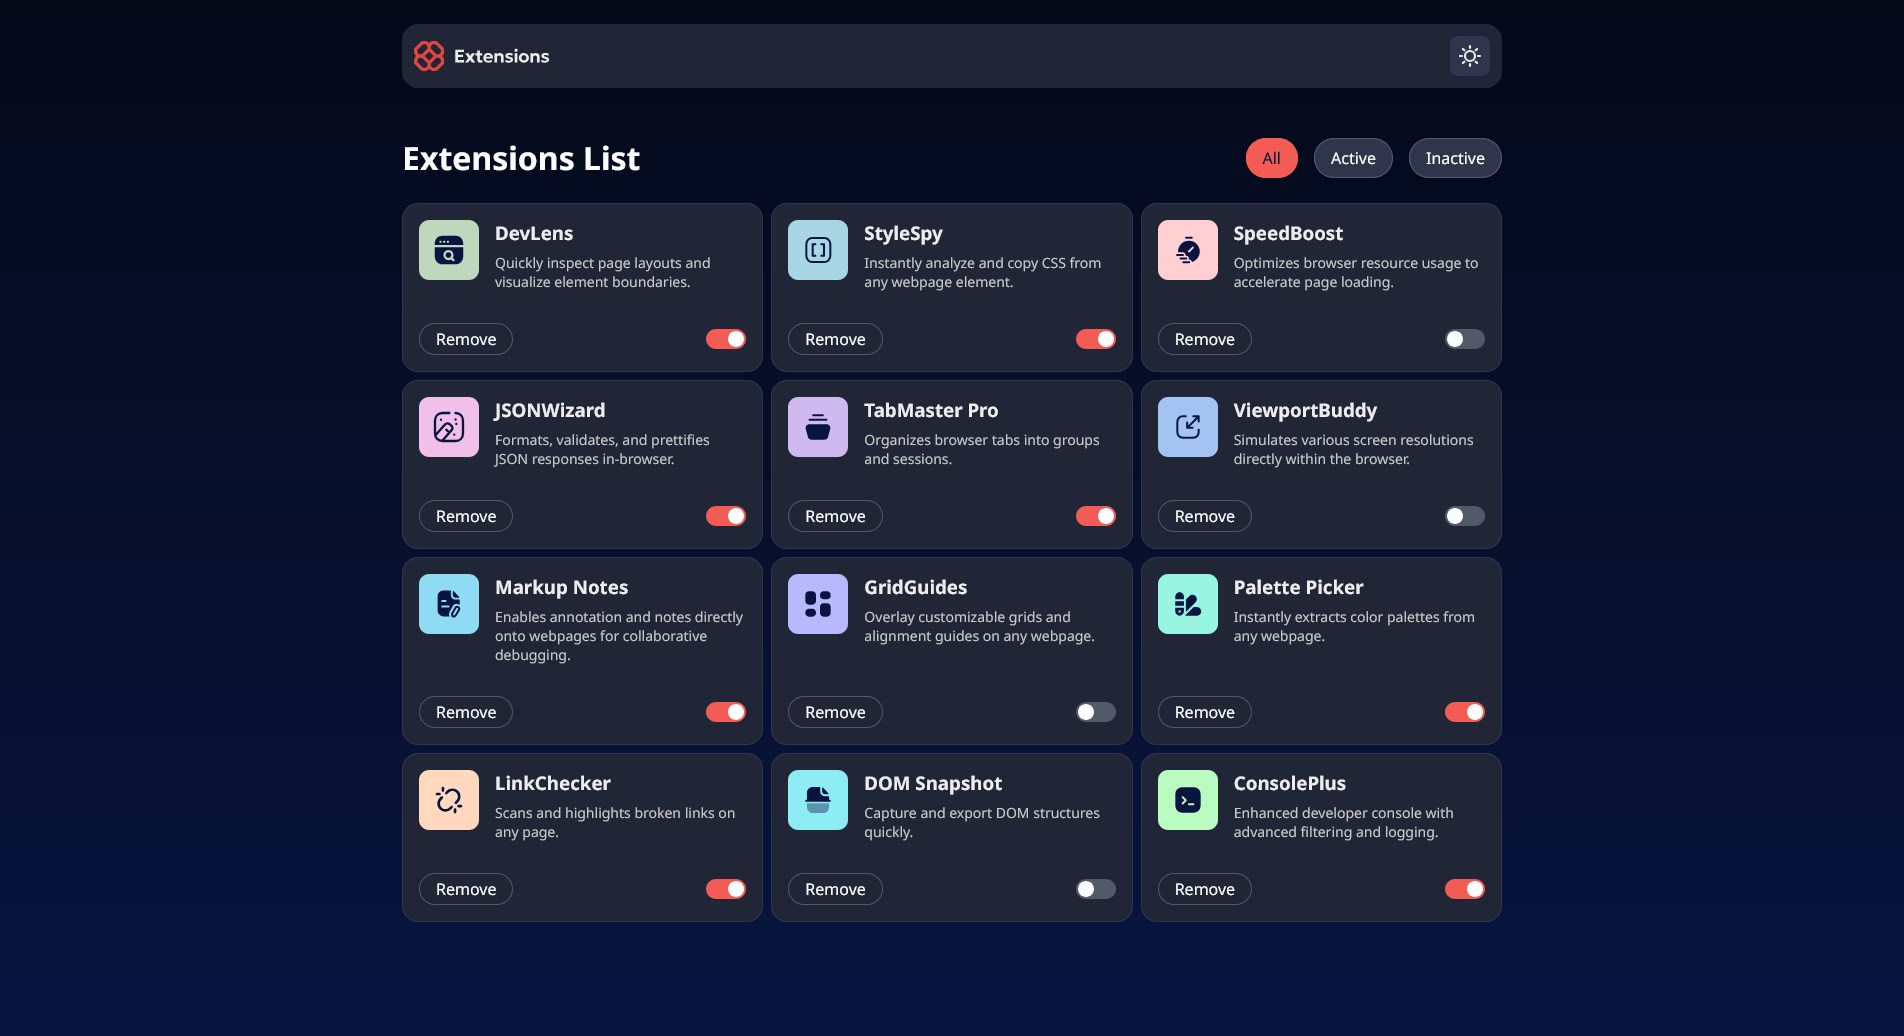 Extensions
Extensions List
All
Active
Inactive
DevLens
Quickly inspect page layouts and
visualize element boundaries.
Remove
StyleSpy
Instantly analyze and copy CSS from
any webpage element.
Remove
SpeedBoost
Optimizes browser resource usage to
accelerate page loading.
Remove
JSONWizard
Formats, validates, and prettifies
JSON responses in-browser.
Remove
TabMaster Pro
Organizes browser tabs into groups
and sessions.
Remove
ViewportBuddy
Simulates various screen resolutions
directly within the browser.
Remove
Markup Notes
Enables annotation and notes directly
onto webpages for collaborative
debugging.
Remove
GridGuides
Overlay customizable grids and
alignment guides on any webpage.
Remove
Palette Picker
Instantly extracts color palettes from
any webpage.
Remove
LinkChecker
Scans and highlights broken links on
any page.
Remove
DOM Snapshot
Capture and export DOM structures
quickly.
Remove
ConsolePlus
Enhanced developer console with
advanced filtering and logging.
Remove